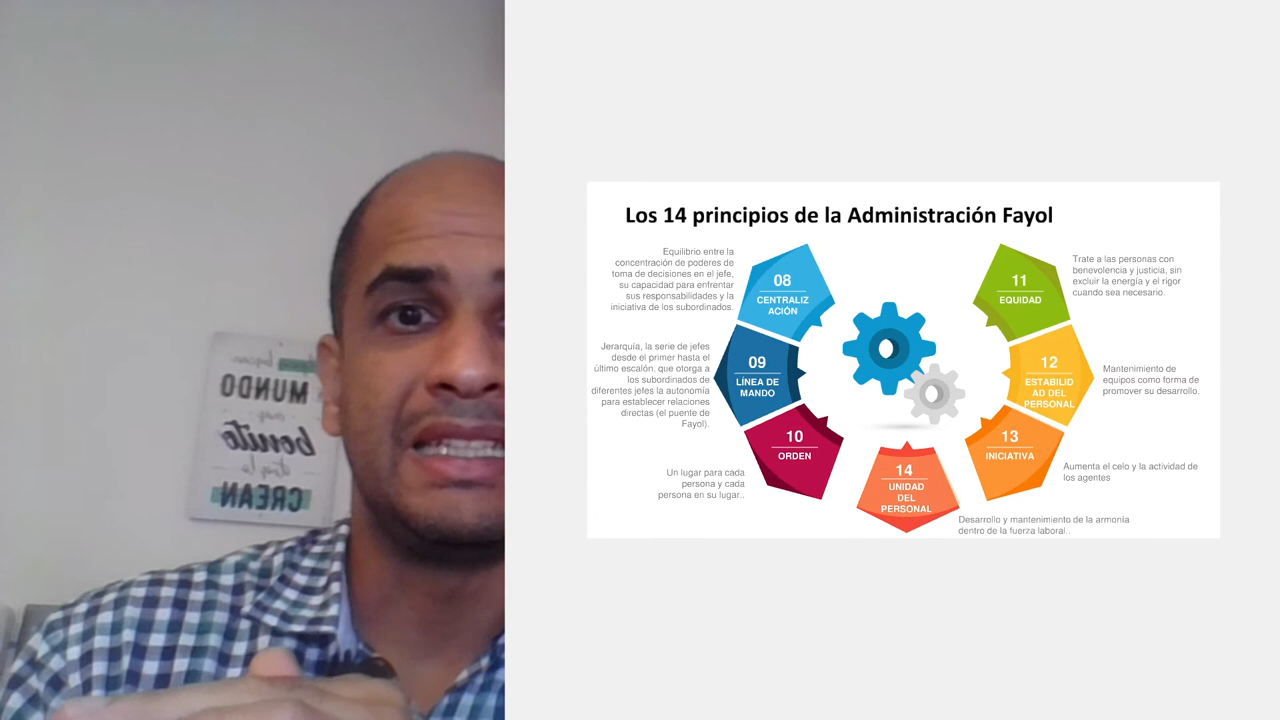 Los 14 principios de la Administración Fayol
Equilibrio entre la
concentración de poderes de
toma de decisiones en el jefe,
su capacidad para enfrentar
sus responsabilidades y la
iniciativa de los subordinados.
08
CENTRALIZ
ACIÓN
Jerarquía, la serie de jefes
desde el primer hasta el
último escalón. que otorga a
los subordinados de
diferentes jefes la autonomía
para establecer relaciones
directas (el puente de
Fayol).
09
LÍNEA DE
MANDO
Un lugar para cada
persona y cada
persona en su lugar..
10
ORDEN
11
EQUIDAD
Trate a las personas con
benevolencia y justicia, sin
excluir la energía y el rigor
cuando sea necesario.
12
ESTABILID
AD DEL
PERSONAL
Mantenimiento de
equipos como forma de
promover su desarrollo.
13
INICIATIVA
Aumenta el celo y la actividad de
los agentes
14
UNIDAD
DEL
PERSONAL
Desarrollo y mantenimiento de la armonía
dentro de la fuerza laboral..
MUNDO
bonito
CREAN